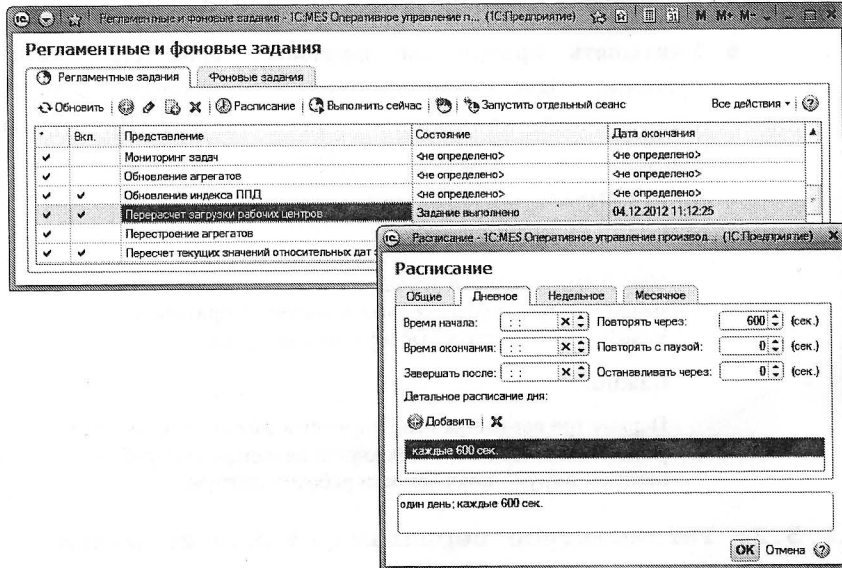 Регламентные и фоновые задания - 1С:MES Оперативное управление п... (1С:Предприятие) M M+ M-
Регламентные и фоновые задания
Регламентные задания Фоновые задания
Обновить Расписание Выполнить сейчас Запустить отдельный сеанс Все действия
* Вкл. Представление Состояние Дата окончания
Мониторинг задач <не определено> <не определено>
Обновление агрегатов <не определено> <не определено>
Обновление индекса ППД <не определено> <не определено>
Перерасчет загрузки рабочих центров Задание выполнено 04.12.2012 11:12:25
Перестроение агрегатов
Пересчет текущих значений относительных дат
Расписание - 1С:MES Оперативное управление производ... (1С:Предприятие)
Расписание
Общие Дневное Недельное Месячное
Время начала: : : Повторять через: 600 (сек.)
Время окончания: : : Повторять с паузой: 0 (сек.)
Завершать после: : : Останавливать через: 0 (сек.)
Детальное расписание дня:
Добавить
каждые 600 сек.
один день; каждые 600 сек.
OK Отмена